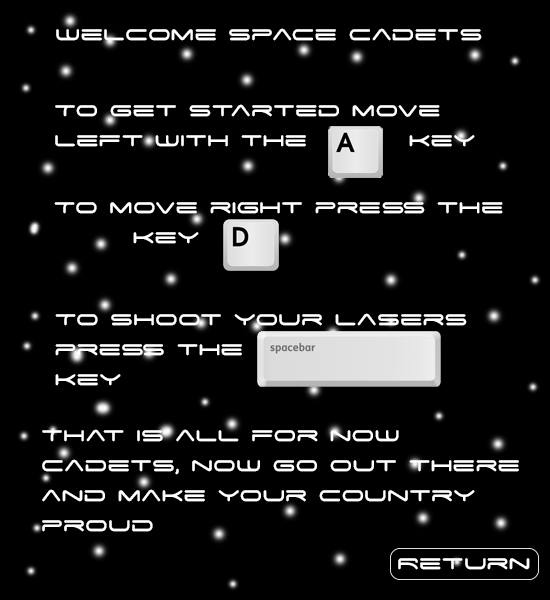 WELCOME SPACE CADETS
TO GET STARTED MOVE
LEFT WITH THE A KEY
TO MOVE RIGHT PRESS THE
KEY D
TO SHOOT YOUR LASERS
PRESS THE spacebar
KEY
THAT IS ALL FOR NOW
CADETS, NOW GO OUT THERE
AND MAKE YOUR COUNTRY
PROUD
RETURN